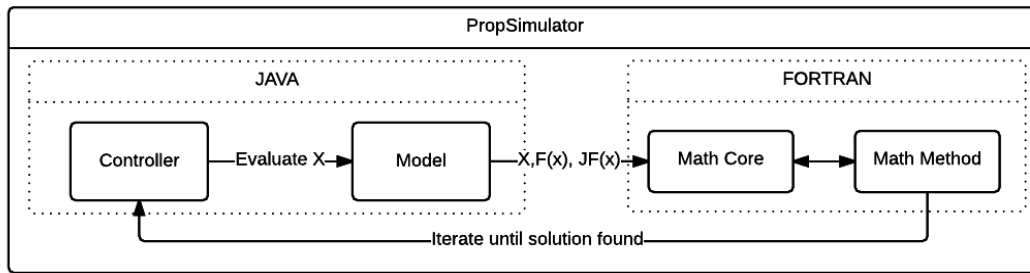 PropSimulator
JAVA
FORTRAN
Controller
Evaluate X
Model
X,F(x), JF(x)
Math Core
Math Method
Iterate until solution found